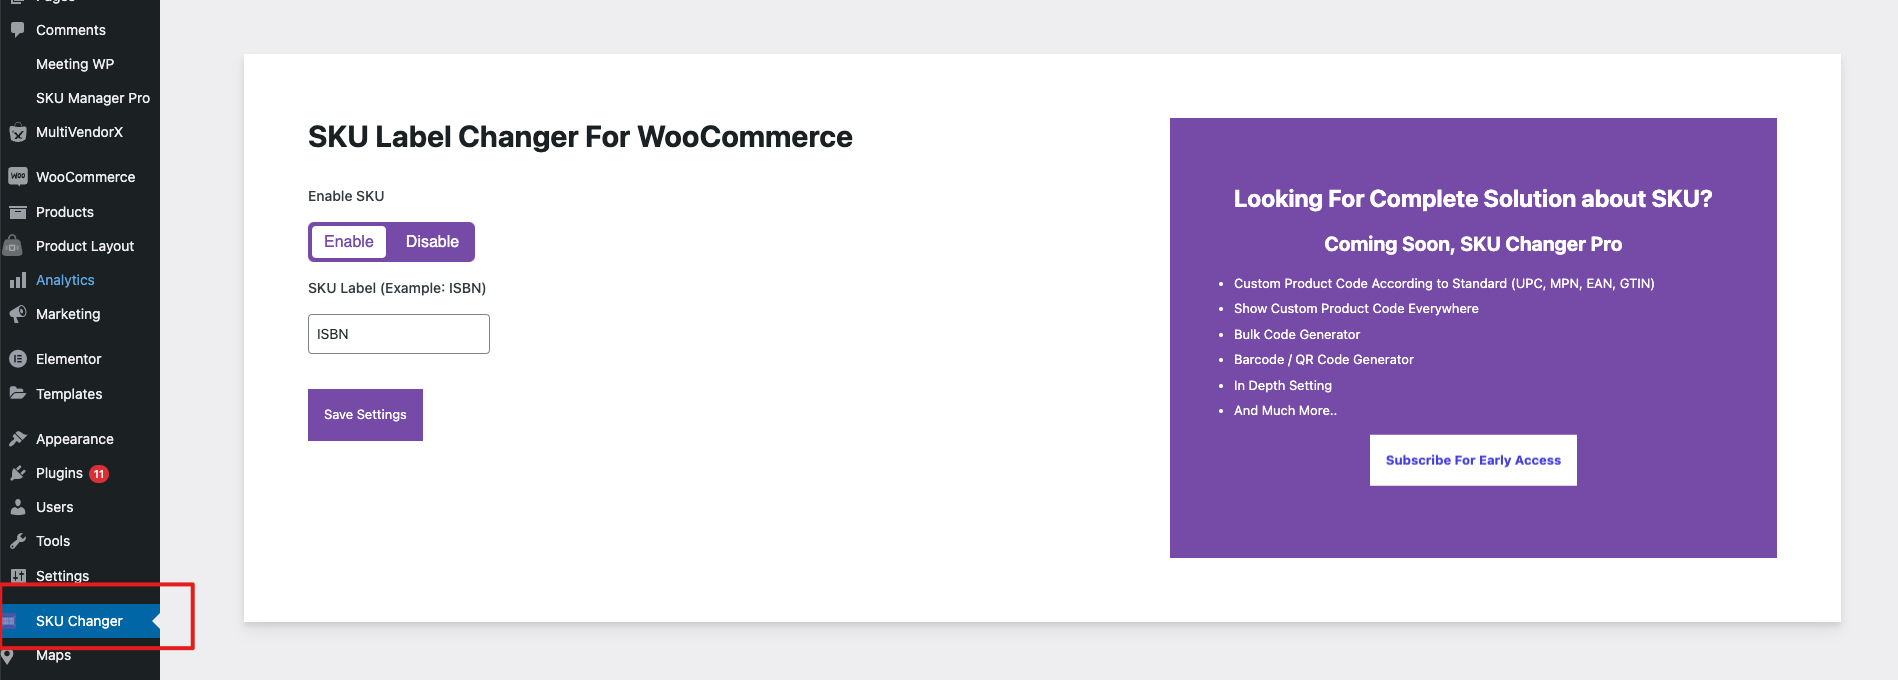 Pages
Comments
Meeting WP
SKU Manager Pro
MultiVendorX
Woo WooCommerce
Products
Product Layout
Analytics
Marketing
Elementor
Templates
Appearance
Plugins 11
Users
Tools
Settings
SKU Changer
Maps
SKU Label Changer For WooCommerce
Enable SKU
Enable Disable
SKU Label (Example: ISBN)
ISBN
Save Settings
Looking For Complete Solution about SKU?
Coming Soon, SKU Changer Pro
• Custom Product Code According to Standard (UPC, MPN, EAN, GTIN)
• Show Custom Product Code Everywhere
• Bulk Code Generator
• Barcode / QR Code Generator
• In Depth Setting
• And Much More..
Subscribe For Early Access